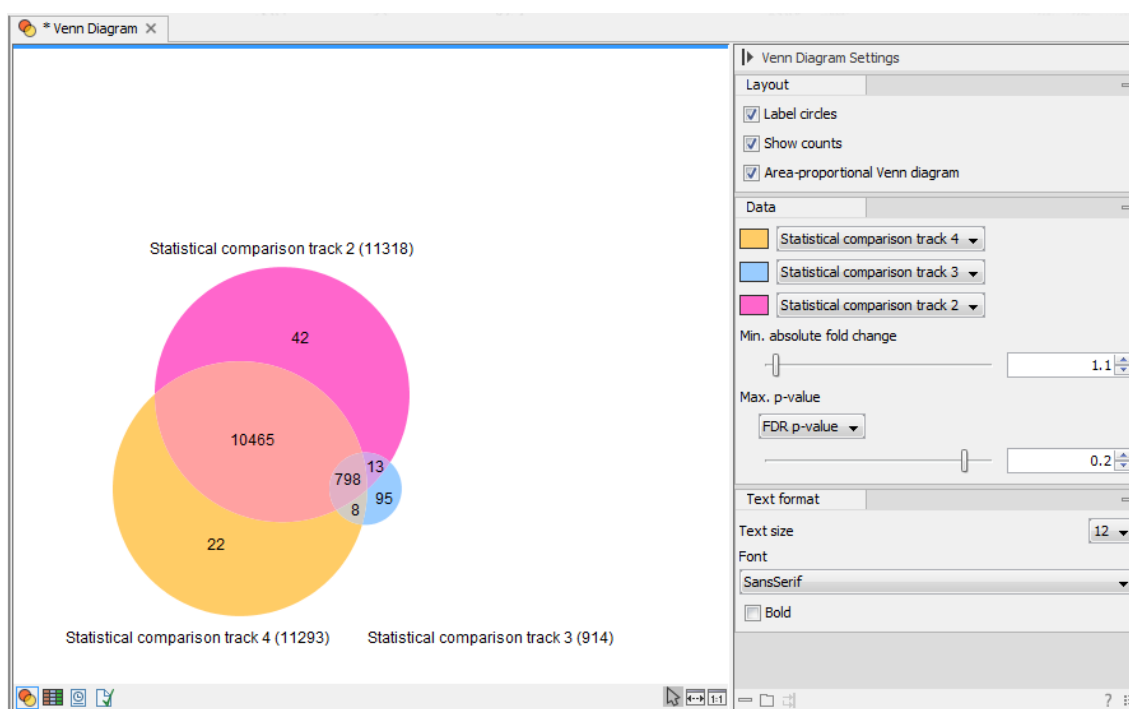 * Venn Diagram
Statistical comparison track 2 (11318)
42
10465
13
798
95
8
22
Statistical comparison track 4 (11293)
Statistical comparison track 3 (914)
1:1
Venn Diagram Settings
Layout
Label circles
Show counts
Area-proportional Venn diagram
Data
Statistical comparison track 4
Statistical comparison track 3
Statistical comparison track 2
Min. absolute fold change
1.1
Max. p-value
FDR p-value
0.2
Text format
Text size
12
Font
SansSerif
Bold
?